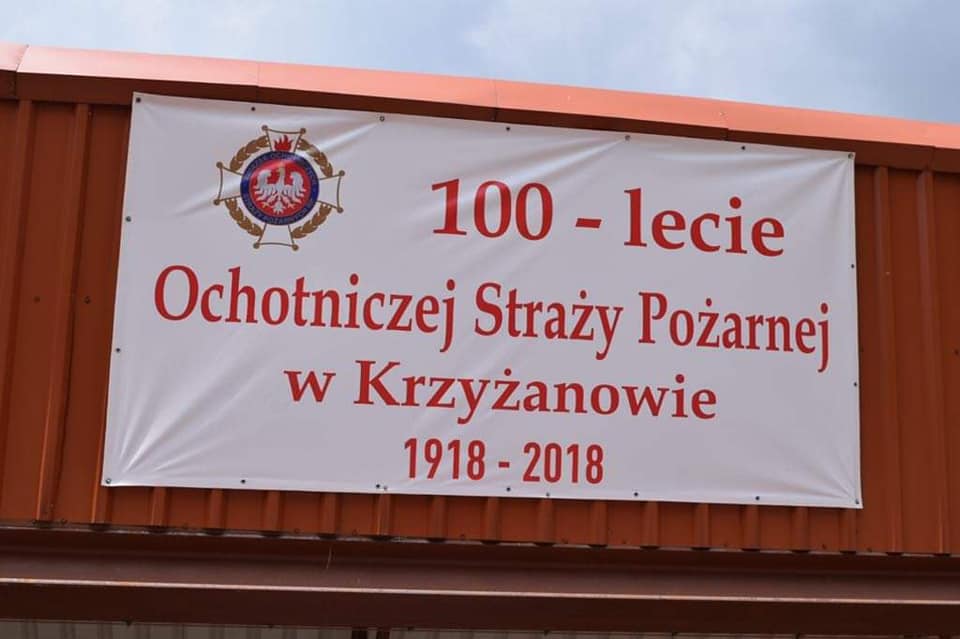 100 - lecie
Ochotniczej Straży Pożarnej
w Krzyżanowie
1918 - 2018